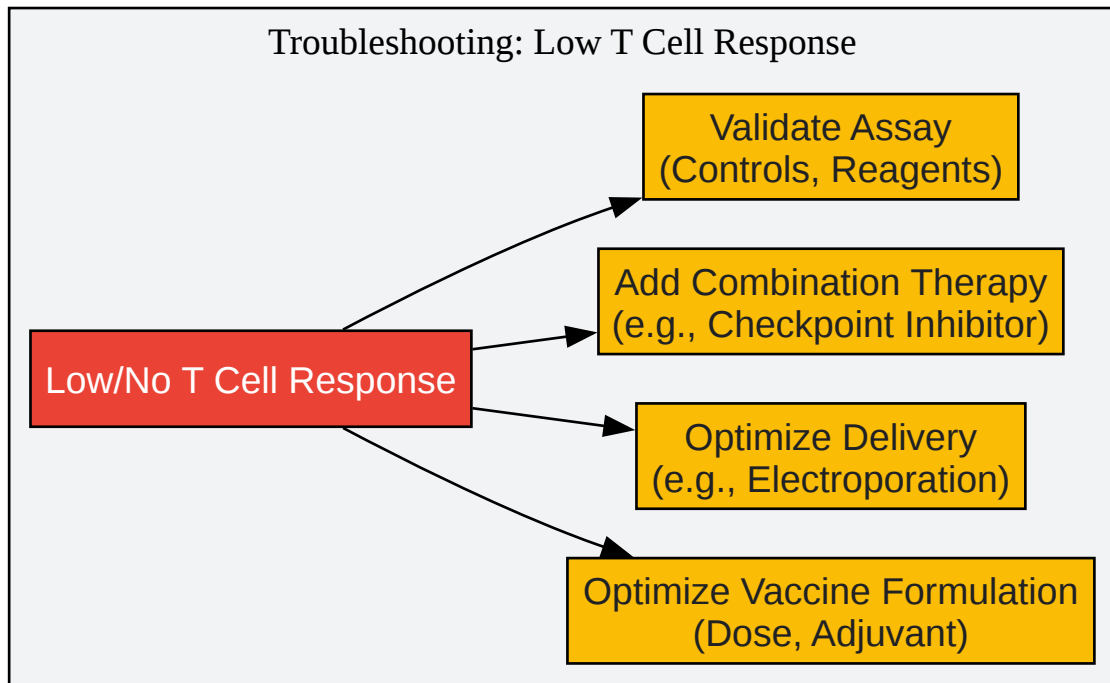 Troubleshooting: Low T Cell Response
Validate Assay
(Controls, Reagents)
Add Combination Therapy
(e.g., Checkpoint Inhibitor)
Low/No T Cell Response
Optimize Delivery
(e.g., Electroporation)
Optimize Vaccine Formulation
(Dose, Adjuvant)